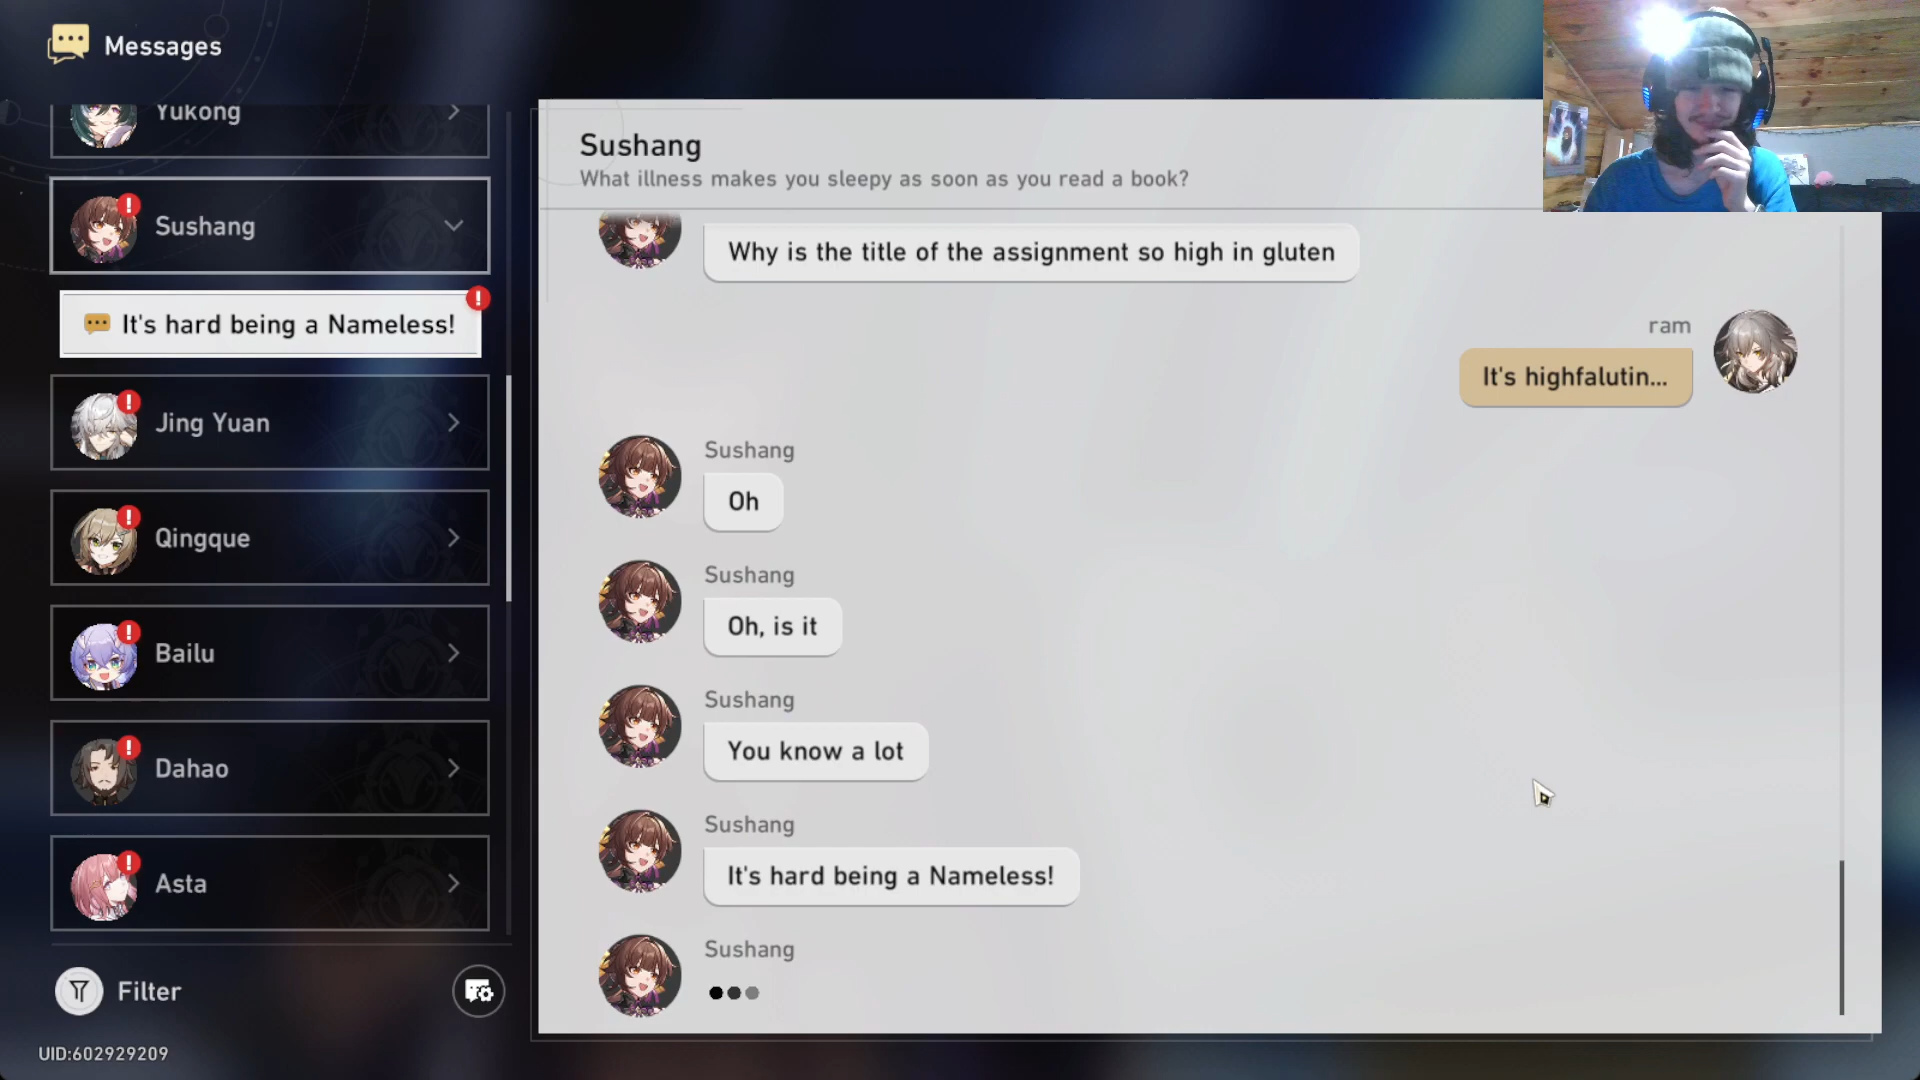 Messages
Yukong
Sushang
It's hard being a Nameless!
Jing Yuan
Qingque
Bailu
Dahao
Asta
Filter
UID:602929209
Sushang
What illness makes you sleepy as soon as you read a book?
Why is the title of the assignment so high in gluten
ram
It's highfalutin...
Sushang
Oh
Sushang
Oh, is it
Sushang
You know a lot
Sushang
It's hard being a Nameless!
Sushang